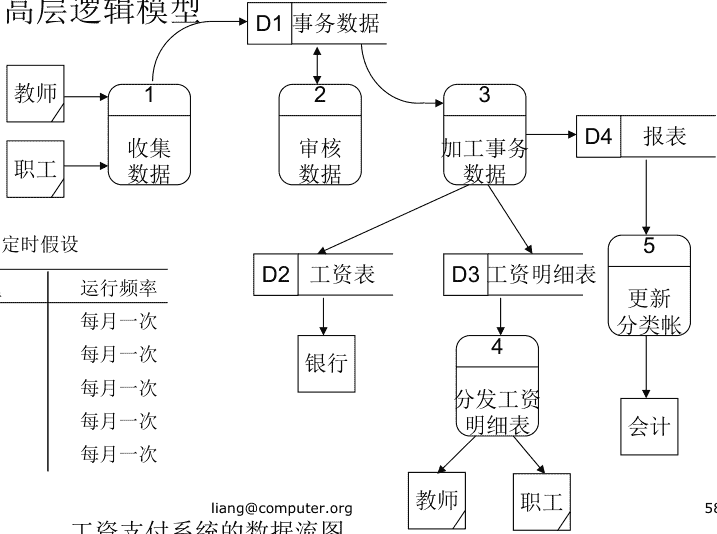 高层逻辑模型
D1 事务数据
教师
职工
1
收集
数据
2
审核
数据
3
加工事务
数据
D4 报表
定时假设
运行频率
每月一次
每月一次
每月一次
每月一次
每月一次
D2 工资表
D3 工资明细表
5
更新
分类帐
银行
4
分发工资
明细表
会计
教师
职工
liang@computer.org
58
工资支付系统的数据流图